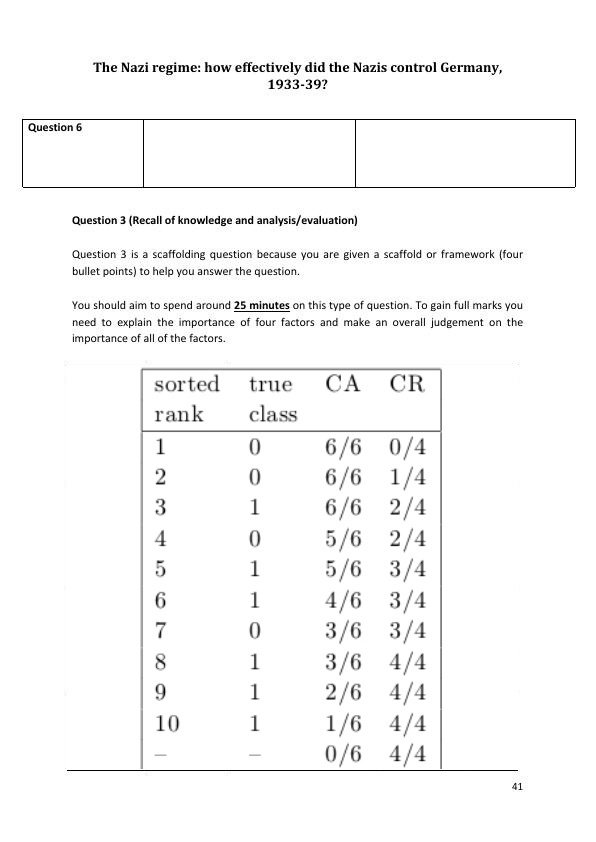 The Nazi regime: how effectively did the Nazis control Germany,
1933-39?
Question 6
Question 3 (Recall of knowledge and analysis/evaluation)
Question 3 is a scaffolding question because you are given a scaffold or framework (four
bullet points) to help you answer the question.
You should aim to spend around 25 minutes on this type of question. To gain full marks you
need to explain the importance of four factors and make an overall judgement on the
importance of all of the factors.
sorted true CA CR
rank class
1 0 6/6 0/4
2 0 6/6 1/4
3 1 6/6 2/4
4 0 5/6 2/4
5 1 5/6 3/4
6 1 4/6 3/4
7 0 3/6 3/4
8 1 3/6 4/4
9 1 2/6 4/4
10 1 1/6 4/4
– – 0/6 4/4
41